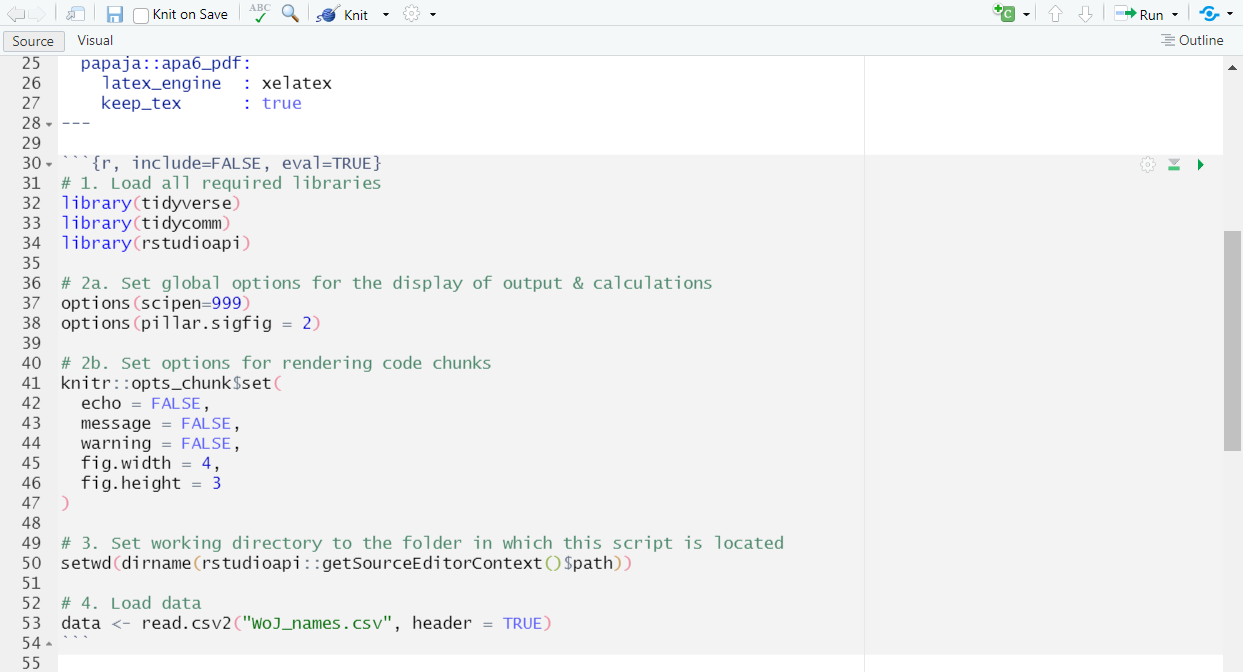 Knit on Save ABC Knit C Run
Source Visual Outline
25 papaja::apa6_pdf:
26 latex_engine : xelatex
27 keep_tex : true
28 ---
29
30 ```{r, include=FALSE, eval=TRUE}
31 # 1. Load all required libraries
32 library(tidyverse)
33 library(tidycomm)
34 library(rstudioapi)
35
36 # 2a. Set global options for the display of output & calculations
37 options(scipen=999)
38 options(pillar.sigfig = 2)
39
40 # 2b. Set options for rendering code chunks
41 knitr::opts_chunk$set(
42 echo = FALSE,
43 message = FALSE,
44 warning = FALSE,
45 fig.width = 4,
46 fig.height = 3
47 )
48
49 # 3. Set working directory to the folder in which this script is located
50 setwd(dirname(rstudioapi::getSourceEditorContext()$path))
51
52 # 4. Load data
53 data <- read.csv2("WoJ_names.csv", header = TRUE)
54 ```
55